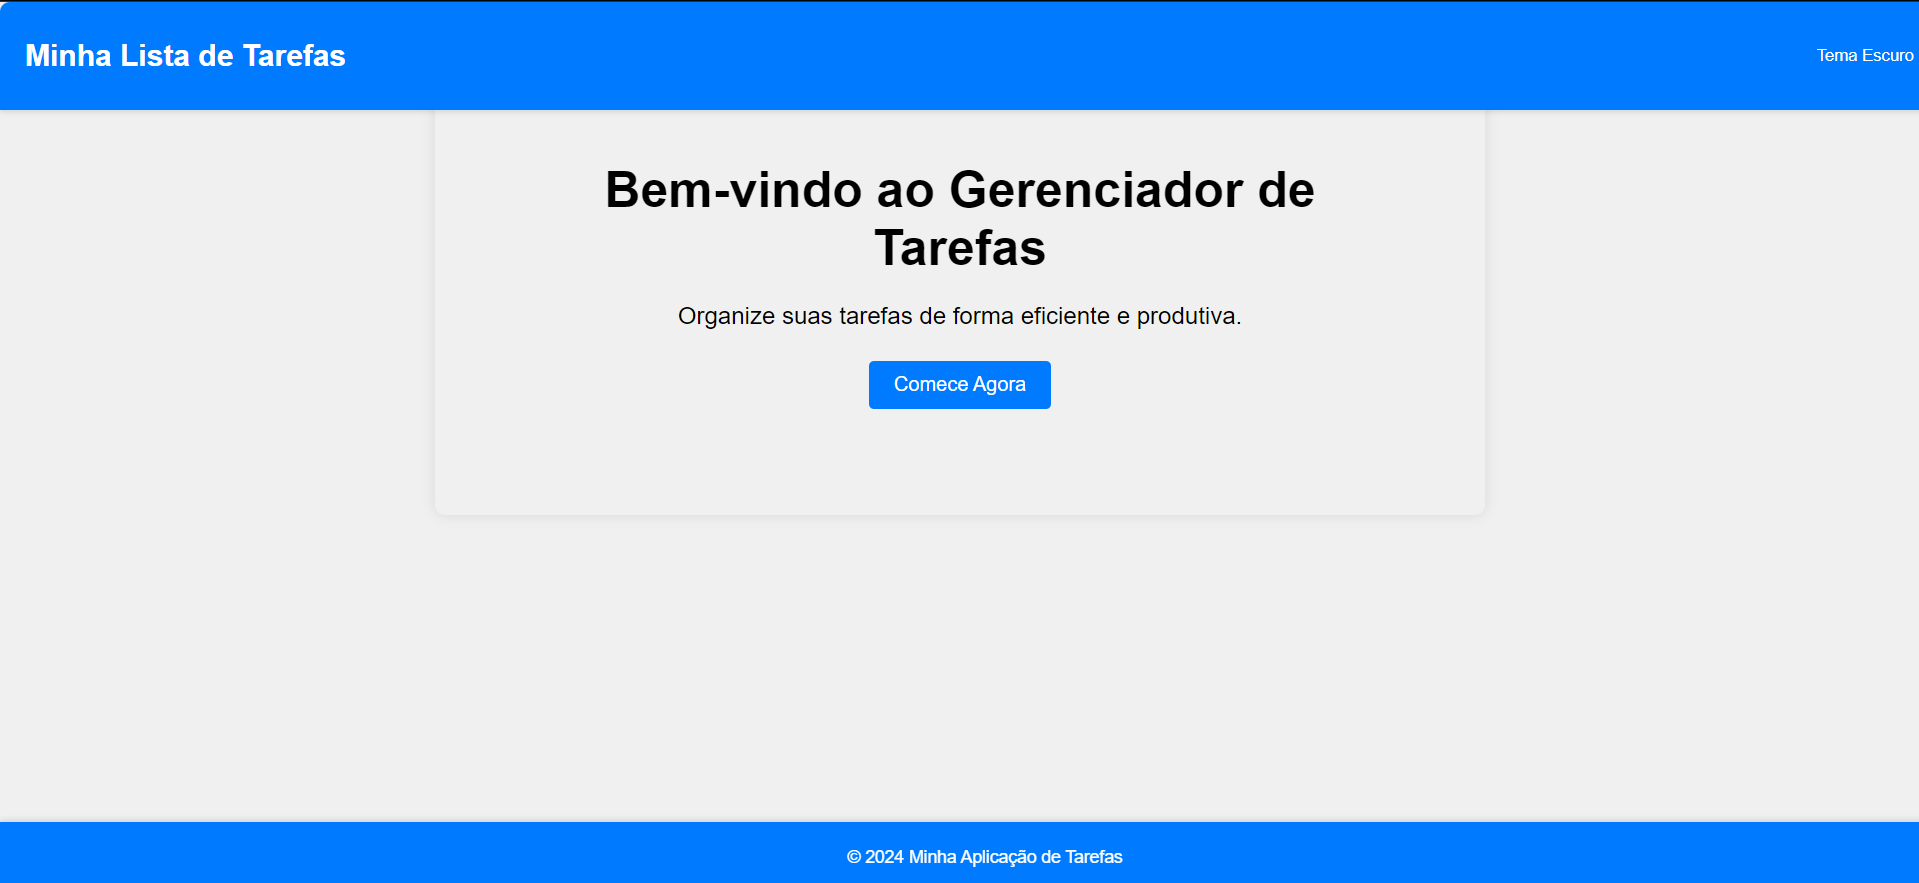 Minha Lista de Tarefas
Tema Escuro
Bem-vindo ao Gerenciador de
Tarefas
Organize suas tarefas de forma eficiente e produtiva.
Comece Agora
© 2024 Minha Aplicação de Tarefas